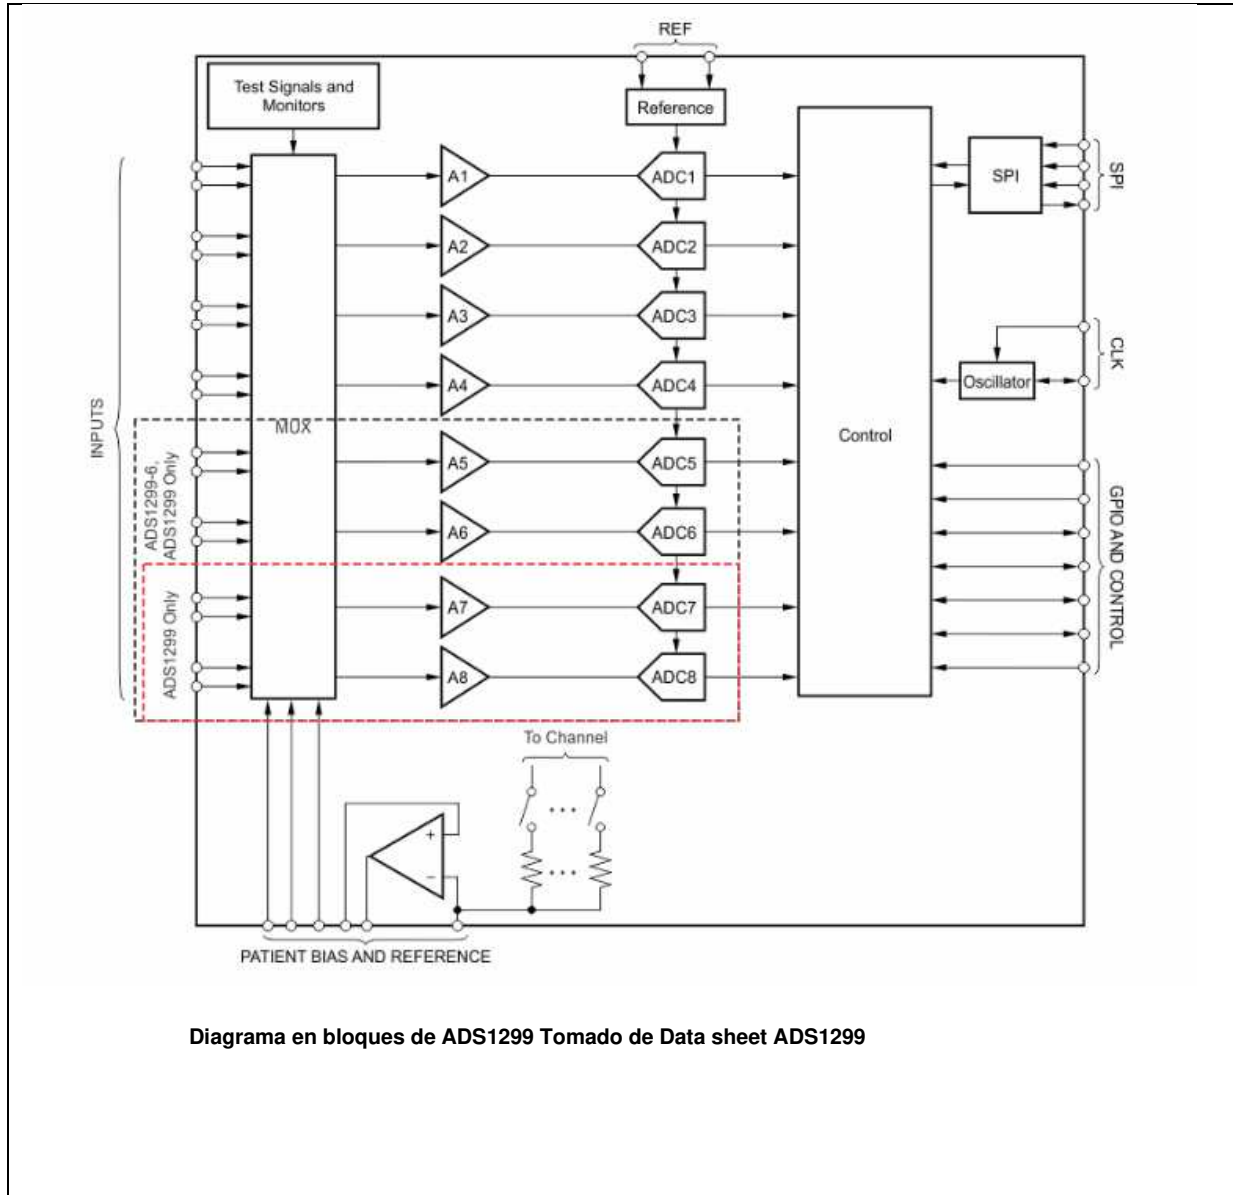 REF
Test Signals and
Monitors
Reference
A1
ADC1
SPI
SPI
A2
ADC2
A3
ADC3
CLK
A4
ADC4
Oscillator
INPUTS
MUX
Control
ADS1299-6,
ADS1299 Only
A5
ADC5
A6
ADC6
GPIO AND CONTROL
ADS1299 Only
A7
ADC7
A8
ADC8
To Channel
+
−
PATIENT BIAS AND REFERENCE
Diagrama en bloques de ADS1299 Tomado de Data sheet ADS1299